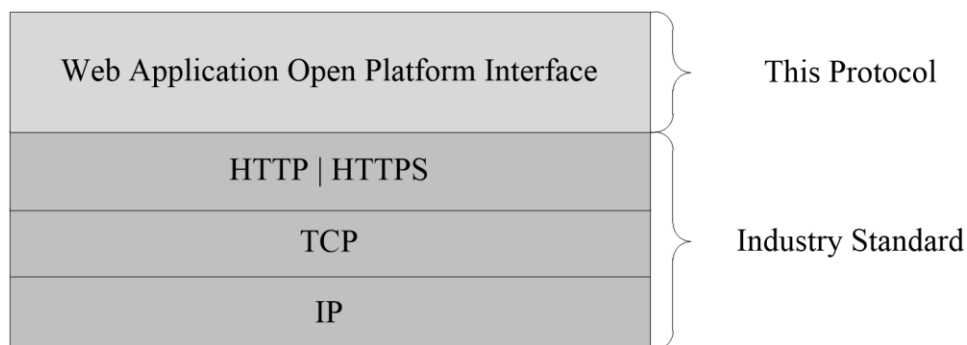 Web Application Open Platform Interface
This Protocol
HTTP | HTTPS
TCP
Industry Standard
IP